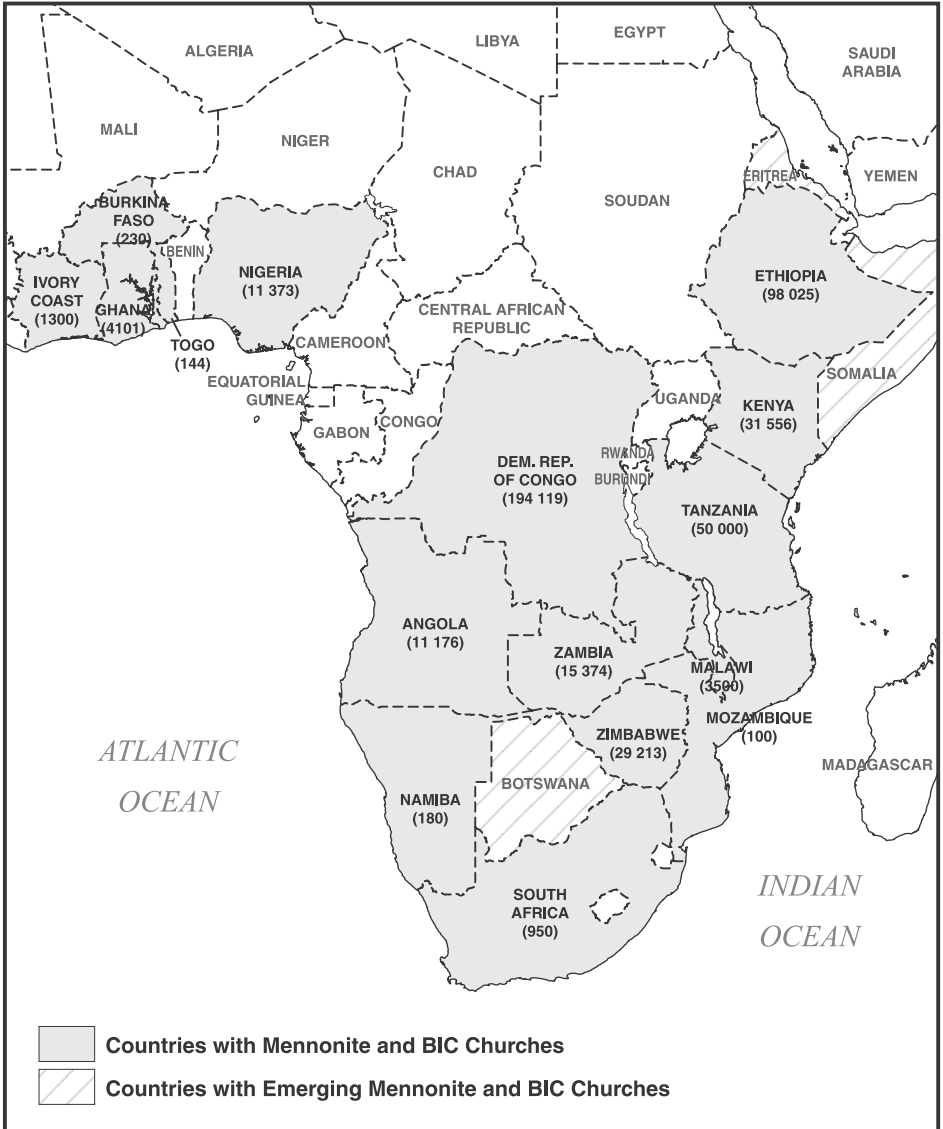 ALGERIA
LIBYA
EGYPT
SAUDI
ARABIA
MALI
NIGER
CHAD
SOUDAN
ERITREA
YEMEN
BURKINA
FASO
(230)
BENIN
NIGERIA
(11 373)
ETHIOPIA
(98 025)
IVORY
COAST
(1300)
GHANA
(4101)
TOGO
(144)
CENTRAL AFRICAN
REPUBLIC
CAMEROON
EQUATORIAL
GUINEA
GABON
CONGO
UGANDA
SOMALIA
KENYA
(31 556)
RWANDA
BURUNDI
DEM. REP.
OF CONGO
(194 119)
TANZANIA
(50 000)
ANGOLA
(11 176)
ZAMBIA
(15 374)
MALAWI
(3500)
MOZAMBIQUE
(100)
ZIMBABWE
(29 213)
MADAGASCAR
ATLANTIC
OCEAN
NAMIBA
(180)
BOTSWANA
SOUTH
AFRICA
(950)
INDIAN
OCEAN
Countries with Mennonite and BIC Churches
Countries with Emerging Mennonite and BIC Churches